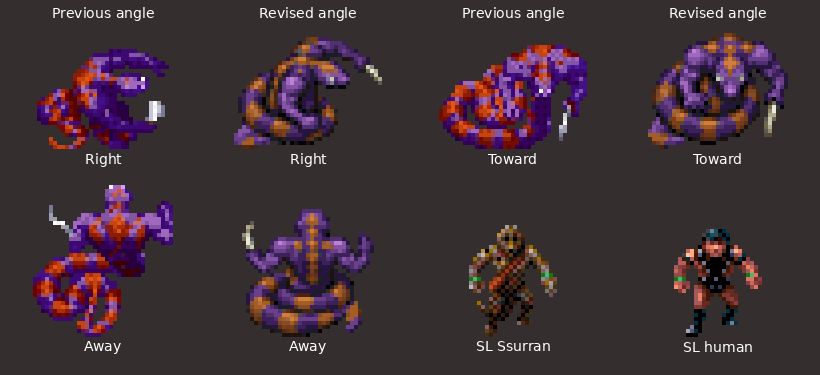 Previous angle
Revised angle
Previous angle
Revised angle
Right
Right
Toward
Toward
Away
Away
SL Ssurran
SL human